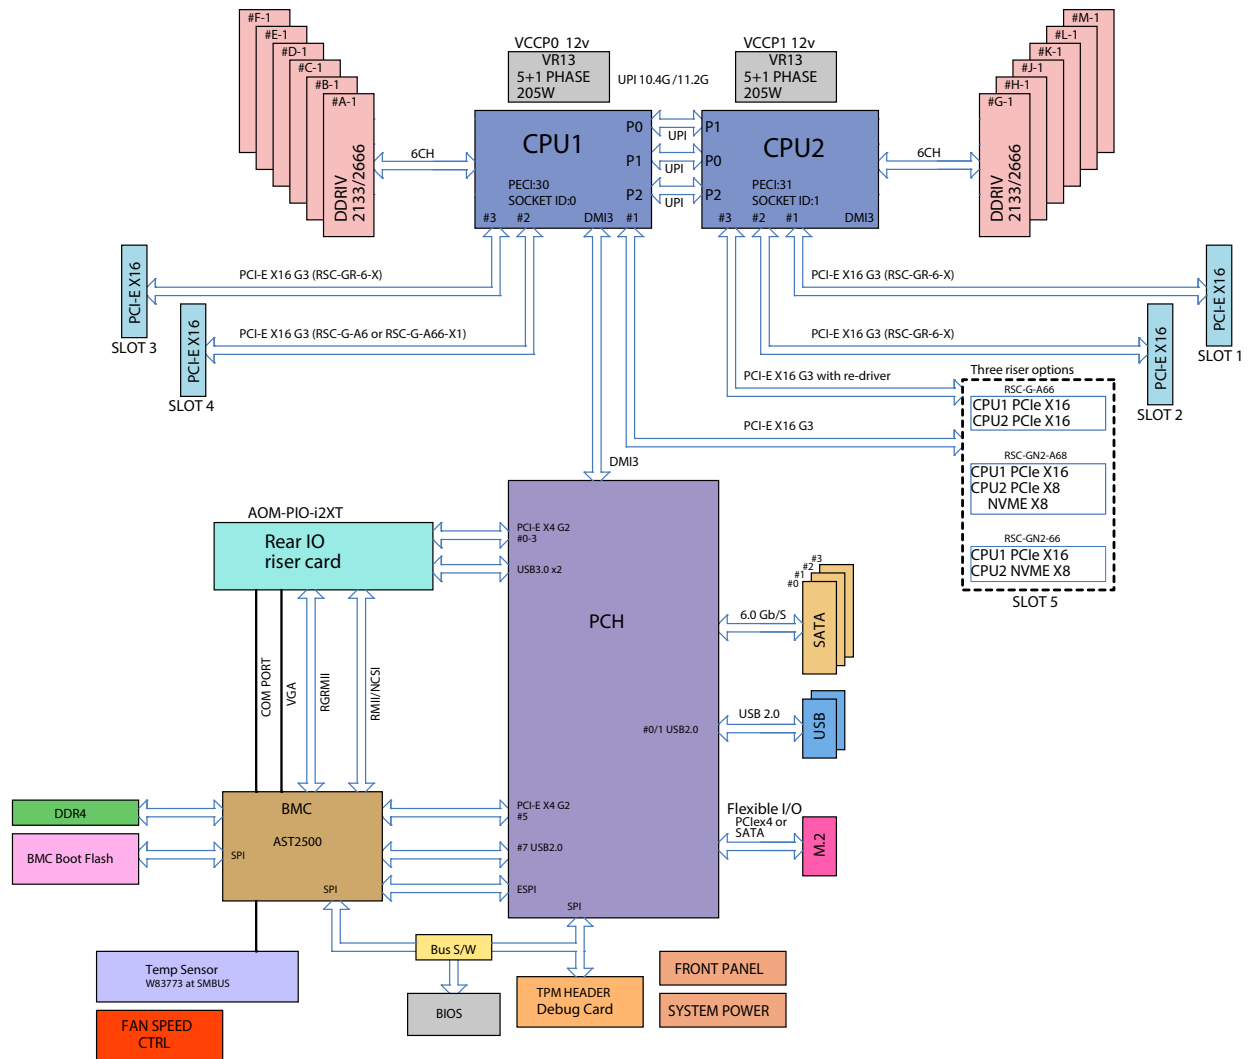 #F-1
#E-1
#D-1
#C-1
#B-1
#A-1
DDRIV
2133/2666
6CH
VCCP0 12v
VR13
5+1 PHASE
205W
UPI 10.4G /11.2G
VCCP1 12v
VR13
5+1 PHASE
205W
#M-1
#L-1
#K-1
#J-1
#H-1
#G-1
DDRIV
2133/2666
6CH
CPU1
PECI:30
SOCKET ID:0
P0
P1
P2
#3
#2
DMI3
#1
UPI
UPI
UPI
CPU2
PECI:31
SOCKET ID:1
P1
P0
P2
#3
#2
#1
DMI3
PCI-E X16
SLOT 3
PCI-E X16 G3 (RSC-GR-6-X)
PCI-E X16
SLOT 4
PCI-E X16 G3 (RSC-G-A6 or RSC-G-A66-X1)
PCI-E X16 G3 (RSC-GR-6-X)
PCI-E X16
SLOT 1
PCI-E X16 G3 (RSC-GR-6-X)
PCI-E X16
SLOT 2
PCI-E X16 G3 with re-driver
PCI-E X16 G3
DMI3
Three riser options
RSC-G-A66
CPU1 PCIe X16
CPU2 PCIe X16
RSC-GN2-A68
CPU1 PCIe X16
CPU2 PCIe X8
NVME X8
RSC-GN2-66
CPU1 PCIe X16
CPU2 NVME X8
SLOT 5
AOM-PIO-i2XT
Rear IO
riser card
PCI-E X4 G2
#0-3
USB3.0 x2
PCH
6.0 Gb/S
#0
#1
#2
#3
SATA
COM PORT
VGA
RGRMII
RMII/NCSI
#0/1 USB2.0
USB 2.0
USB
DDR4
BMC Boot Flash
BMC
AST2500
SPI
SPI
PCI-E X4 G2
#5
#7 USB2.0
ESPI
SPI
Flexible I/O
PCIex4 or
SATA
M.2
Bus S/W
BIOS
TPM HEADER
Debug Card
FRONT PANEL
SYSTEM POWER
Temp Sensor
W83773 at SMBUS
FAN SPEED
CTRL